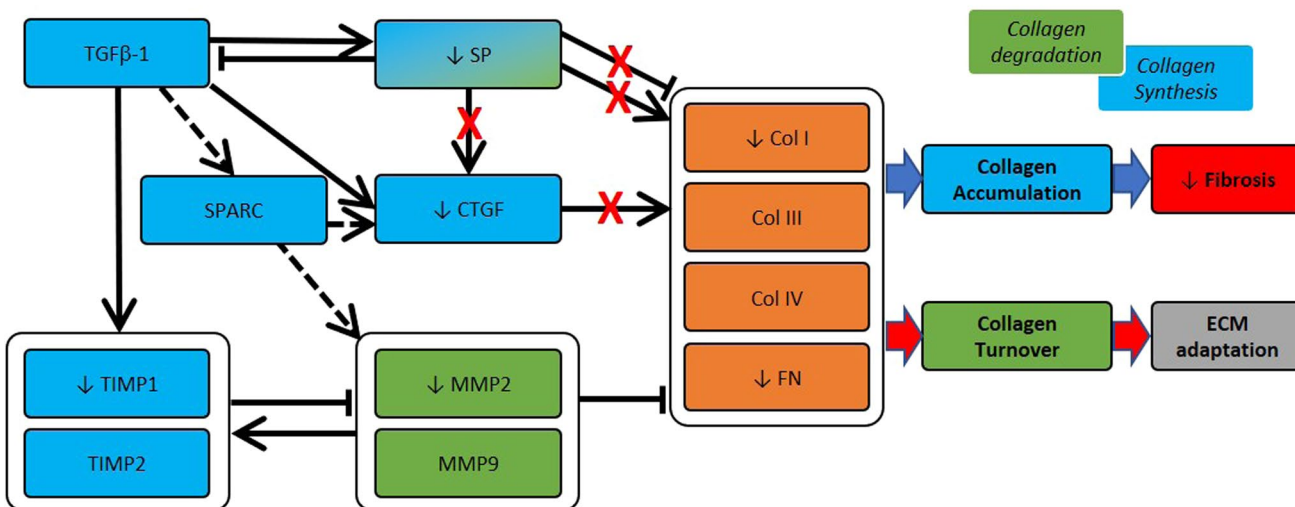 TGFβ-1
↓ SP
Collagen
degradation
Collagen
Synthesis
X
X
X
↓ Col I
Collagen
Accumulation
↓ Fibrosis
SPARC
↓ CTGF
X
Col III
Col IV
Collagen
Turnover
ECM
adaptation
↓ TIMP1
↓ MMP2
↓ FN
TIMP2
MMP9